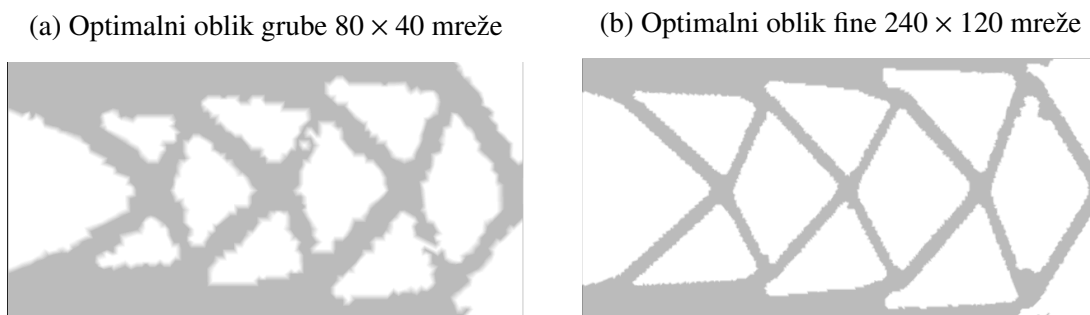 (a) Optimalni oblik grube 80 × 40 mreže
(b) Optimalni oblik fine 240 × 120 mreže